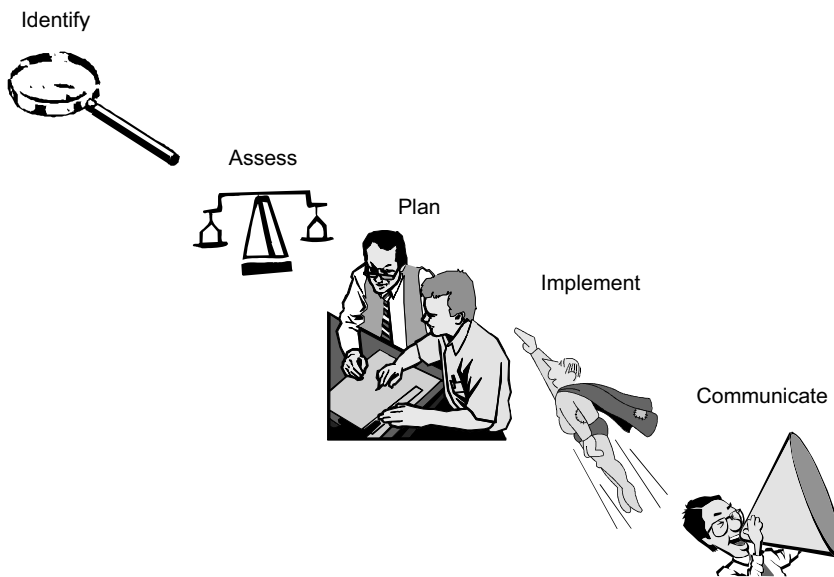 Identify
Assess
Plan
Implement
Communicate